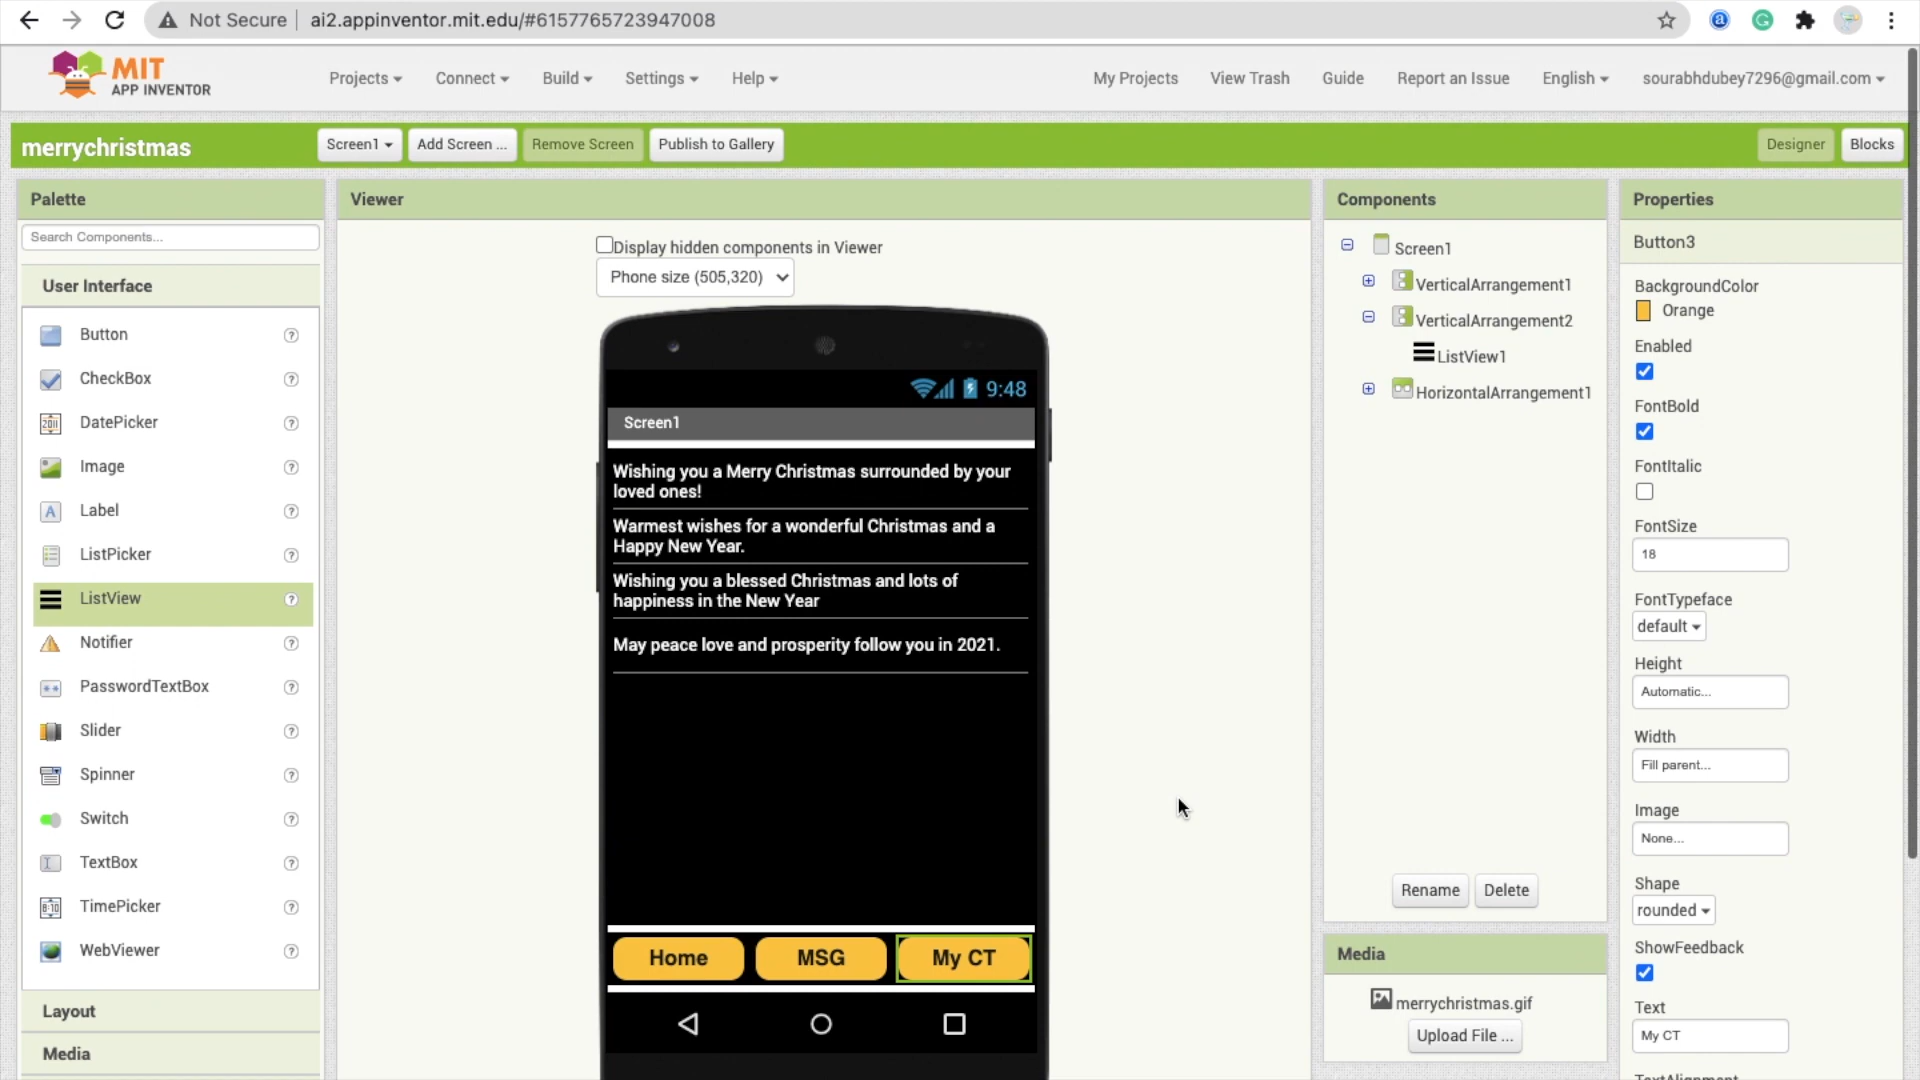 Not Secure
ai2.appinventor.mit.edu/#6157765723947008
MIT
APP INVENTOR
Projects
Connect
Build
Settings
Help
My Projects
View Trash
Guide
Report an Issue
English
sourabhdubey7296@gmail.com
merrychristmas
Screen1
Add Screen ...
Remove Screen
Publish to Gallery
Designer
Blocks
Palette
Search Components...
User Interface
Button
CheckBox
DatePicker
Image
Label
ListPicker
ListView
Notifier
PasswordTextBox
Slider
Spinner
Switch
TextBox
TimePicker
WebViewer
Layout
Media
Viewer
Display hidden components in Viewer
Phone size (505,320)
9:48
Screen1
Wishing you a Merry Christmas surrounded by your
loved ones!
Warmest wishes for a wonderful Christmas and a
Happy New Year.
Wishing you a blessed Christmas and lots of
happiness in the New Year
May peace love and prosperity follow you in 2021.
Home
MSG
My CT
Components
Screen1
VerticalArrangement1
VerticalArrangement2
ListView1
HorizontalArrangement1
Rename
Delete
Media
merrychristmas.gif
Upload File ...
Properties
Button3
BackgroundColor
Orange
Enabled
FontBold
FontItalic
FontSize
18
FontTypeface
default
Height
Automatic...
Width
Fill parent...
Image
None...
Shape
rounded
ShowFeedback
Text
My CT
TextAlignment